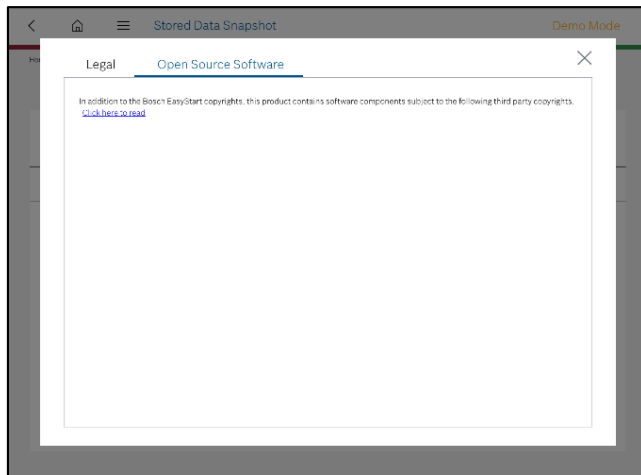 Stored Data Snapshot
Demo Mode
Legal
Open Source Software
In addition to the Bosch EasyStart copyrights, this product contains software components subject to the following third party copyrights.
Click here to read